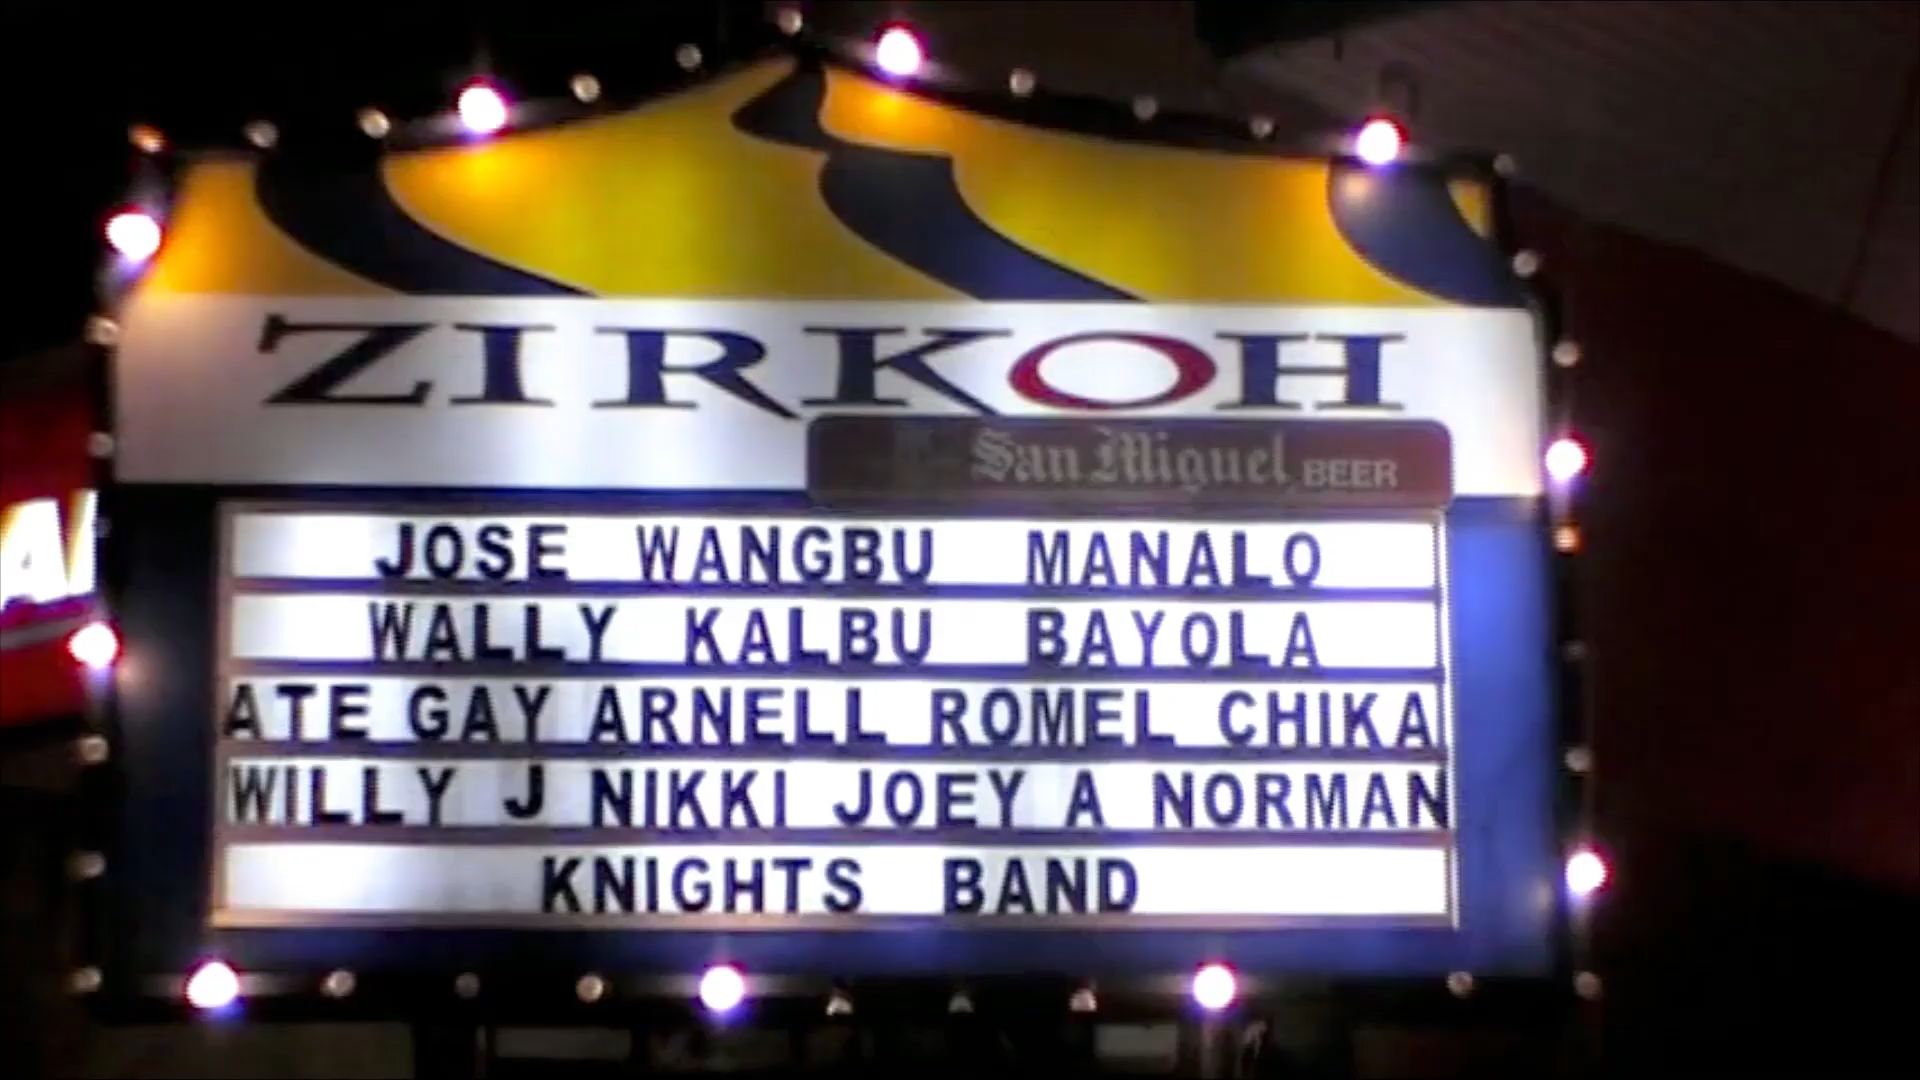 ZIRKOH
San Miguel BEER
JOSE WANGBU MANALO
WALLY KALBU BAYOLA
ATE GAY ARNELL ROMEL CHIKA
WILLY J NIKKI JOEY A NORMAN
KNIGHTS BAND